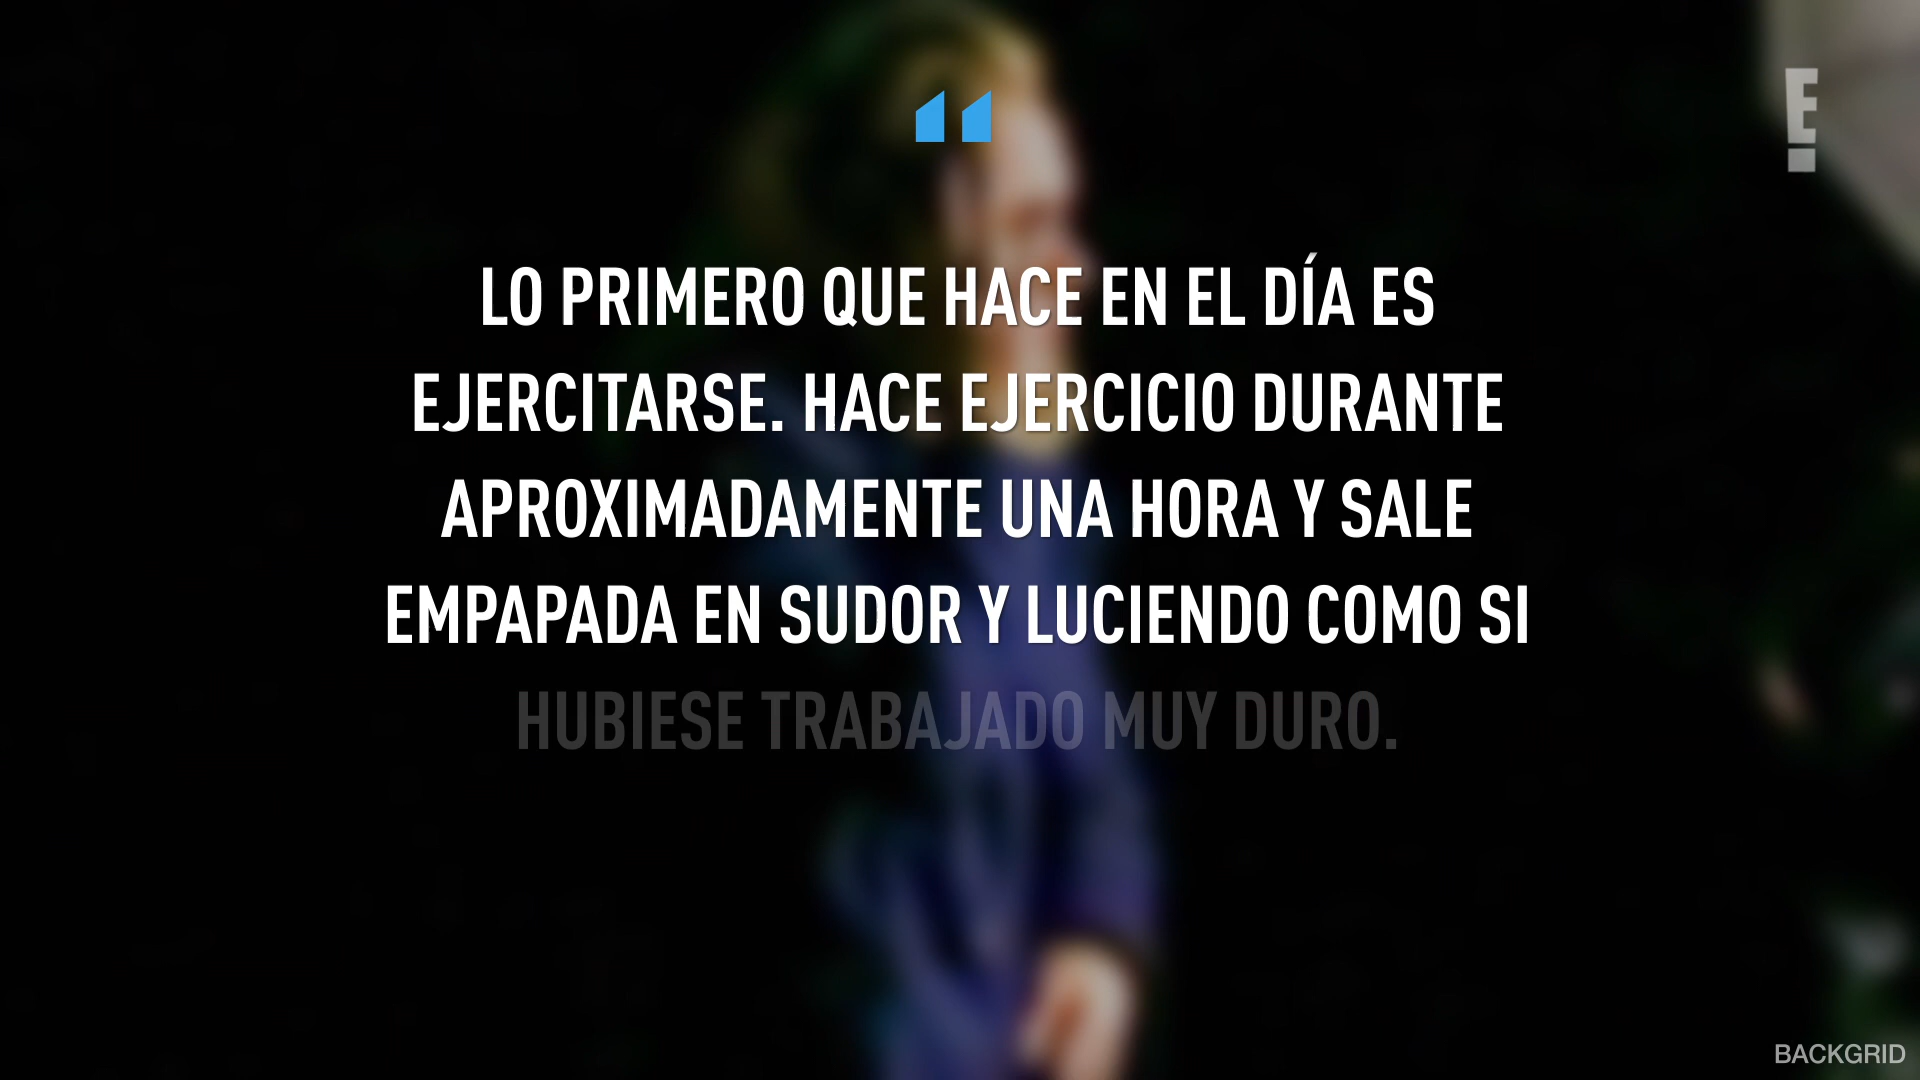 E!
LO PRIMERO QUE HACE EN EL DÍA ES
EJERCITARSE. HACE EJERCICIO DURANTE
APROXIMADAMENTE UNA HORA Y SALE
EMPAPADA EN SUDOR Y LUCIENDO COMO SI
HUBIESE TRABAJADO MUY DURO.
BACKGRID